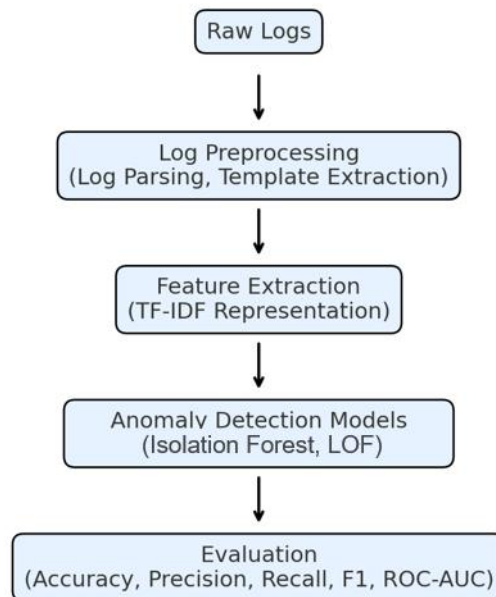 Raw Logs
Log Preprocessing
(Log Parsing, Template Extraction)
Feature Extraction
(TF-IDF Representation)
Anomaly Detection Models
(Isolation Forest, LOF)
Evaluation
(Accuracy, Precision, Recall, F1, ROC-AUC)